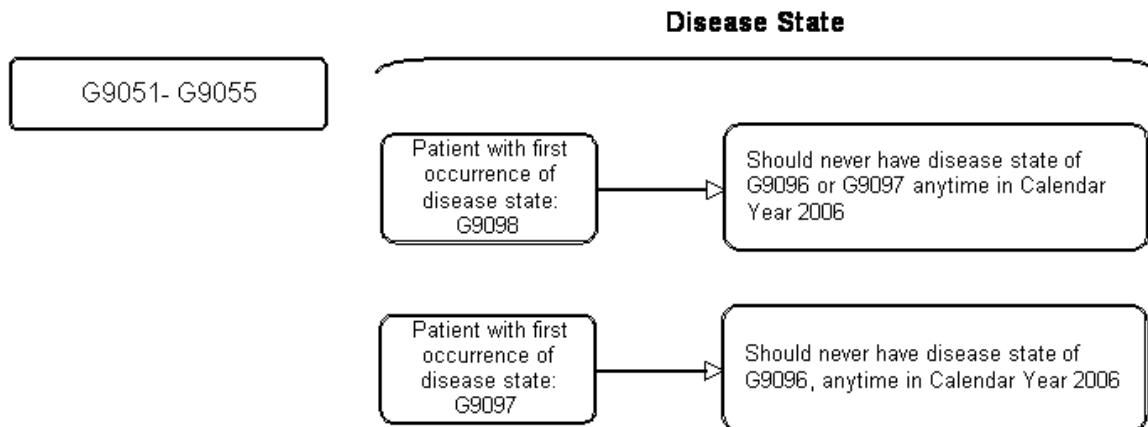 Disease State
G9051- G9055
Patient with first
occurrence of
disease state:
G9098
Should never have disease state of
G9096 or G9097 anytime in Calendar
Year 2006
Patient with first
occurrence of
disease state:
G9097
Should never have disease state of
G9096, anytime in Calendar Year 2006